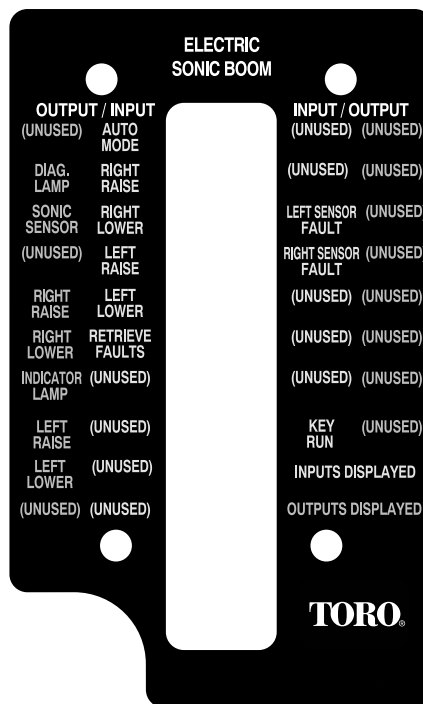 ELECTRIC
SONIC BOOM
OUTPUT / INPUT
(UNUSED) AUTO MODE
DIAG. LAMP RIGHT RAISE
SONIC SENSOR RIGHT LOWER
(UNUSED) LEFT RAISE
RIGHT RAISE LEFT LOWER
RIGHT LOWER RETRIEVE FAULTS
INDICATOR LAMP (UNUSED)
LEFT RAISE (UNUSED)
LEFT LOWER (UNUSED)
(UNUSED) (UNUSED)
INPUT / OUTPUT
(UNUSED) (UNUSED)
(UNUSED) (UNUSED)
LEFT SENSOR FAULT (UNUSED)
RIGHT SENSOR FAULT (UNUSED)
(UNUSED) (UNUSED)
(UNUSED) (UNUSED)
(UNUSED) (UNUSED)
KEY RUN (UNUSED)
INPUTS DISPLAYED
OUTPUTS DISPLAYED
TORO®